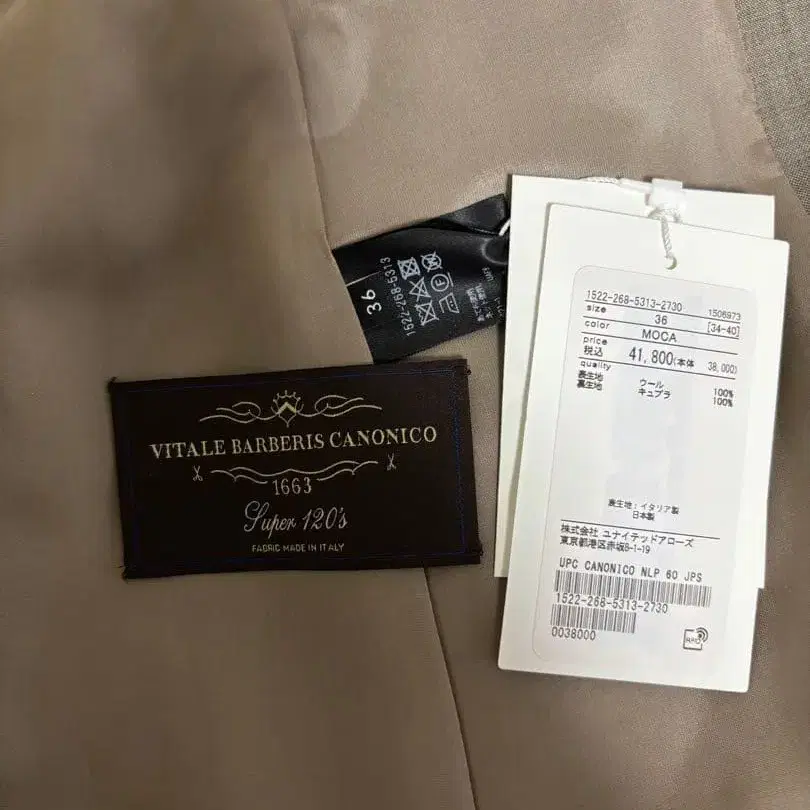 VITALE BARBERIS CANONICO
1663
Super 120's
FABRIC MADE IN ITALY
36
1522-268-5313
1522-268-5313-2730
1506973
size 36 [34-40]
color MOCA
price
税込 41,800(本体 38,000)
quality
表生地 ウール 100%
裏生地 キュプラ 100%
表生地:イタリア製
日本製
株式会社 ユナイテッドアローズ
東京都港区赤坂8-1-19
UPC CANONICO NLP 6O JPS
1522-268-5313-2730
0038000
RFID